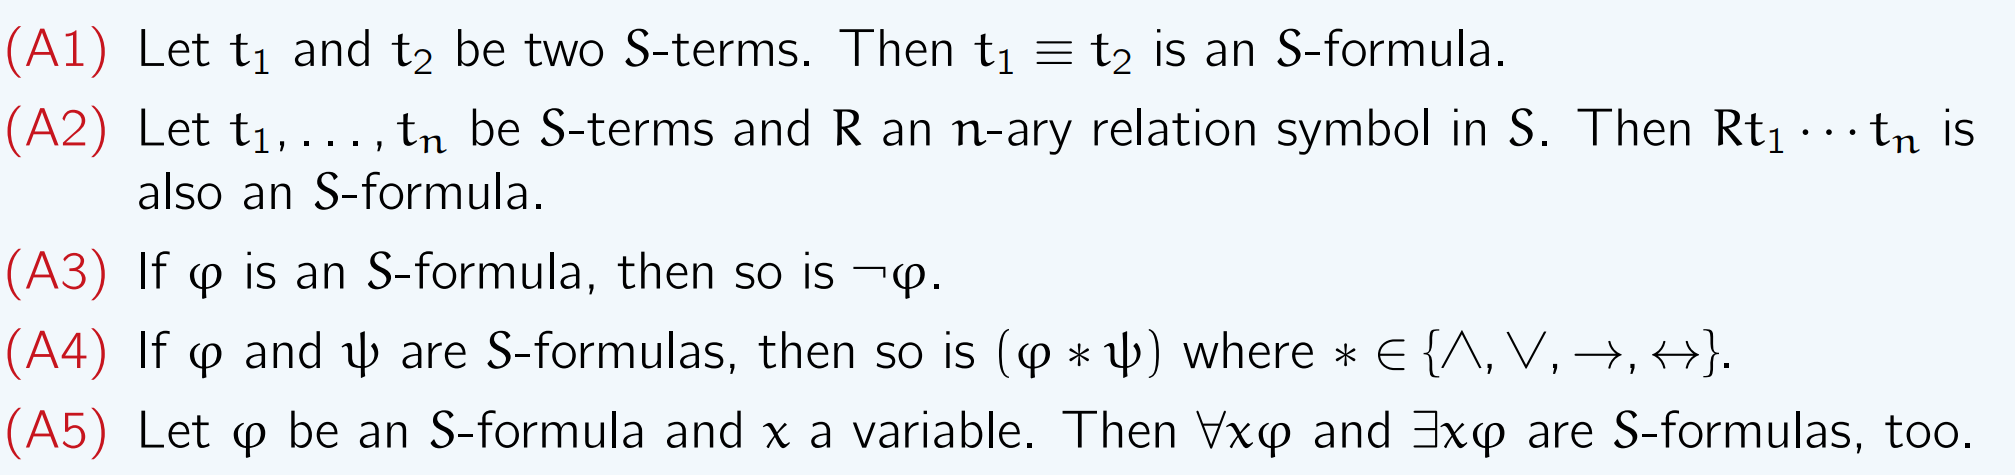 (A1) Let t₁ and t₂ be two S-terms. Then t₁ ≡ t₂ is an S-formula.
(A2) Let t₁, . . . , tₙ be S-terms and R an n-ary relation symbol in S. Then Rt₁ · · · tₙ is
also an S-formula.
(A3) If φ is an S-formula, then so is ¬φ.
(A4) If φ and ψ are S-formulas, then so is (φ ∗ ψ) where ∗ ∈ {∧, ∨, →, ↔}.
(A5) Let φ be an S-formula and x a variable. Then ∀xφ and ∃xφ are S-formulas, too.